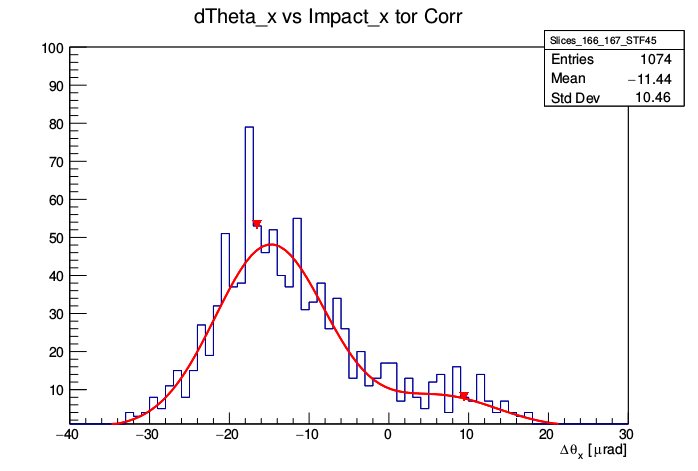 dTheta_x vs Impact_x tor Corr
Slices_166_167_STF45
Entries 1074
Mean −11.44
Std Dev 10.46
100
90
80
70
60
50
40
30
20
10
−40 −30 −20 −10 0 10 20 30
Δθx [μrad]